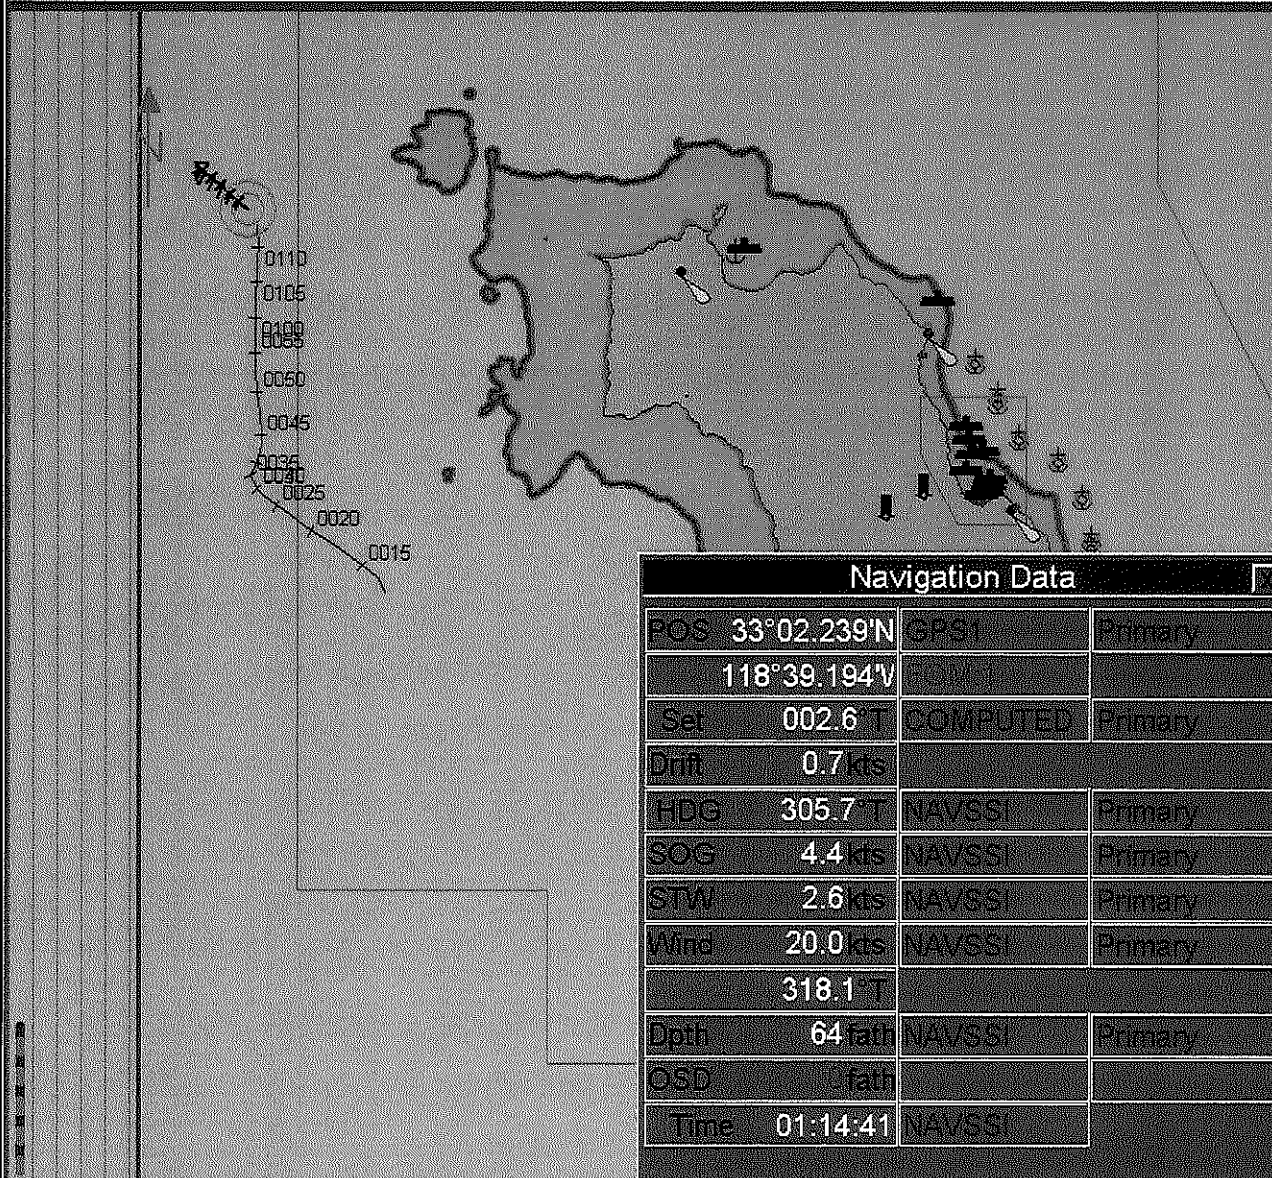 N
0110
0105
0100
0055
0050
0045
0035
0025
0020
0015
Navigation Data X
POS 33°02.239'N GPS1 Primary
118°39.194'W
Set 002.6°T COMPUTED Primary
Drift 0.7 kts
HDG 305.7°T NAVSSI Primary
SOG 4.4 kts NAVSSI Primary
STW 2.6 kts NAVSSI Primary
Wind 20.0 kts NAVSSI Primary
318.1°T
Dpth 64 fath NAVSSI Primary
OSD fath
Time 01:14:41 NAVSSI